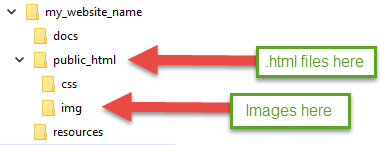 my_website_name
docs
public_html
.html files here
css
img
Images here
resources